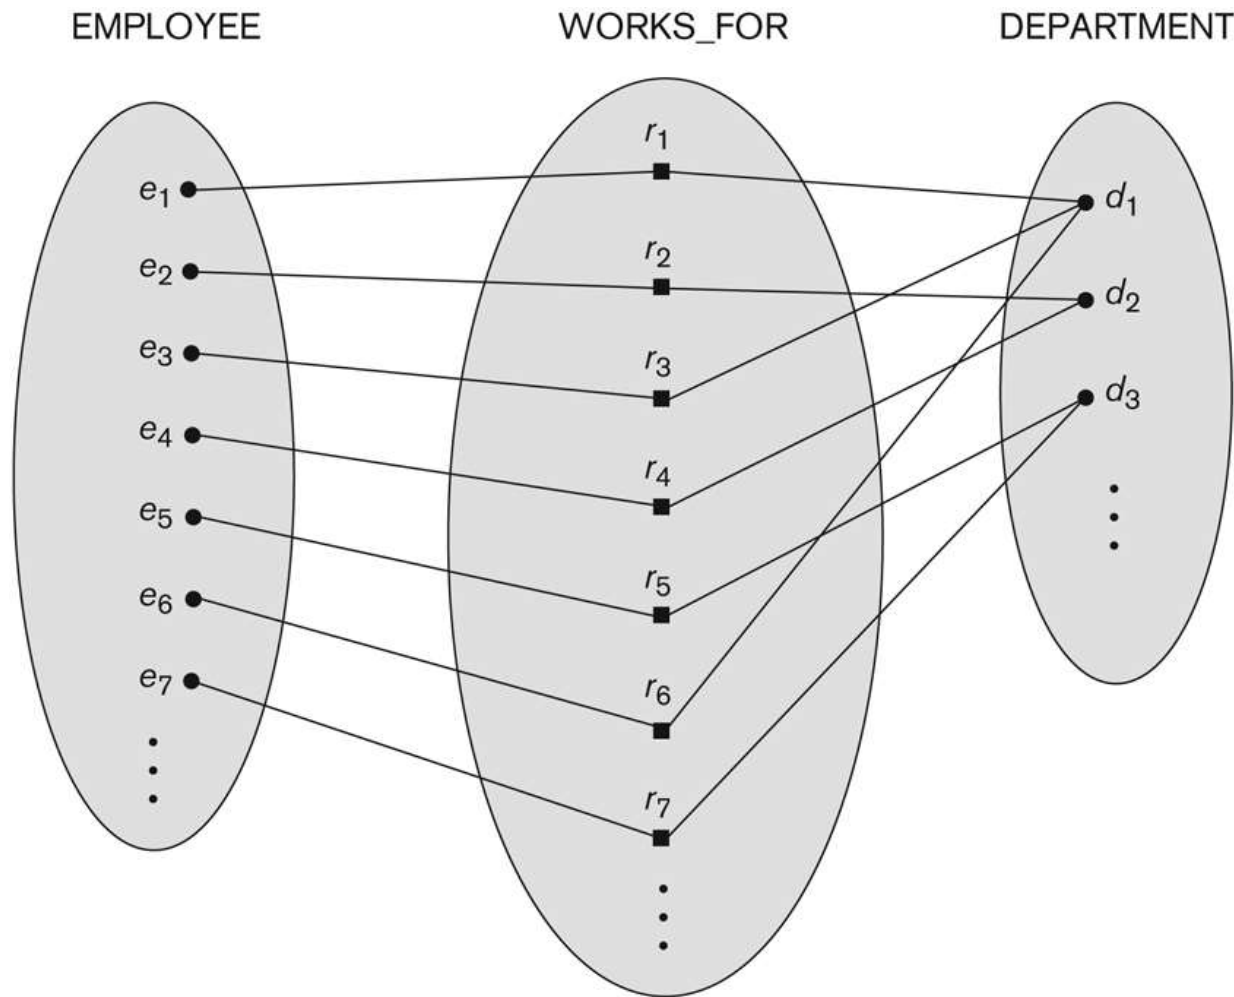 EMPLOYEE WORKS_FOR DEPARTMENT
r₁
e₁ d₁
r₂
e₂ d₂
e₃ r₃
d₃
e₄ r₄
e₅
r₅
e₆
e₇ r₆
r₇